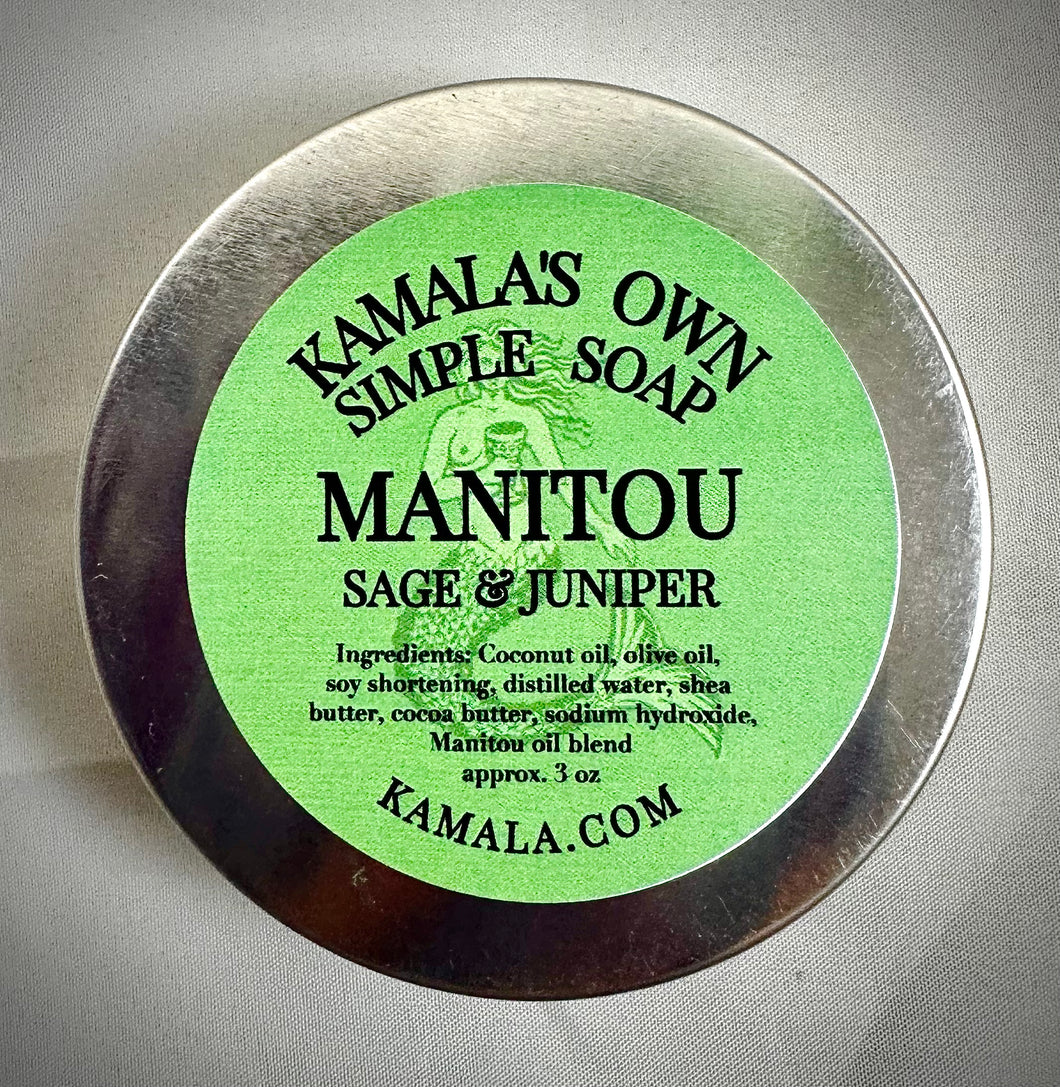 KAMALA'S OWN
SIMPLE SOAP
MANITOU
SAGE & JUNIPER
Ingredients: Coconut oil, olive oil,
soy shortening, distilled water, shea
butter, cocoa butter, sodium hydroxide,
Manitou oil blend
approx. 3 oz
KAMALA.COM